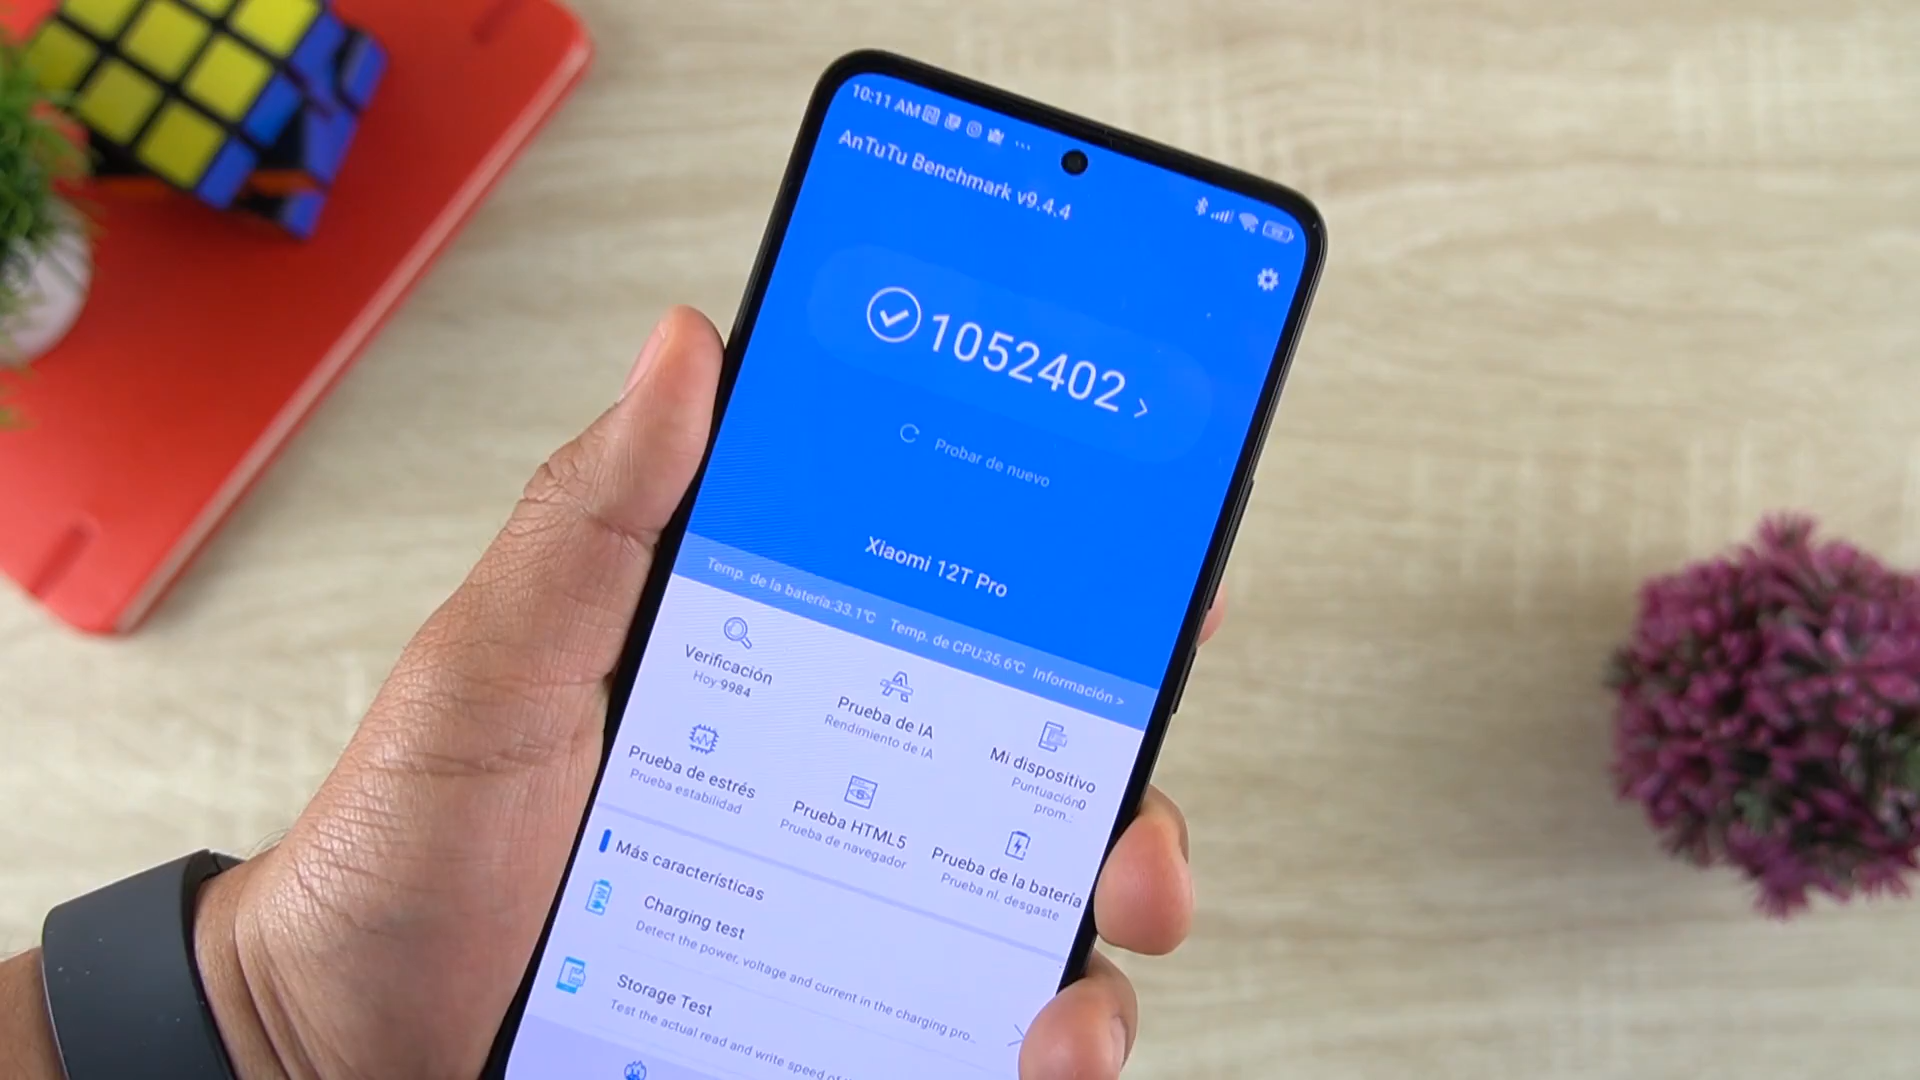 10:11 AM
AnTuTu Benchmark v9.4.4
1052402 >
Probar de nuevo
Xiaomi 12T Pro
Temp. de la batería:33.1℃ Temp. de CPU:35.6℃ Información >
Verificación
Hoy:9984
Prueba de IA
Rendimiento de IA
Mi dispositivo
Puntuación0
prom.:
Prueba de estrés
Prueba estabilidad
Prueba HTML5
Prueba de navegador
Prueba de la batería
Prueba nl. desgaste
Más características
Charging test
Detect the power, voltage and current in the charging pro...
Storage Test
Test the actual read and write speed of